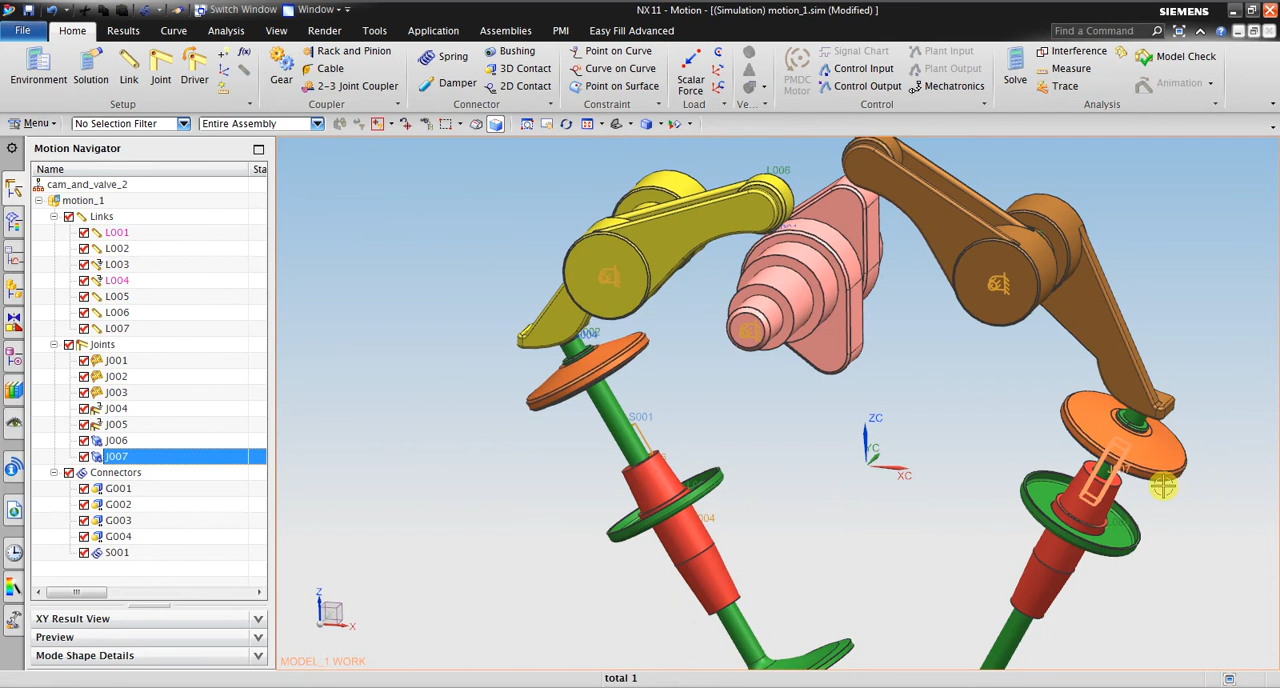 Switch Window Window NX 11 - Motion - [(Simulation) motion_1.sim (Modified) ] SIEMENS
File Home Results Curve Analysis View Render Tools Application Assemblies PMI Easy Fill Advanced Find a Command
Environment Solution Link Joint Driver f(x) Gear Rack and Pinion Cable 2-3 Joint Coupler Spring Damper Bushing 3D Contact 2D Contact Point on Curve Curve on Curve Point on Surface Scalar Force PMDC Motor Signal Chart Control Input Control Output Plant Input Plant Output Mechatronics Solve Interference Measure Trace Model Check Animation
Setup Coupler Connector Constraint Load Ve... Control Analysis
Menu No Selection Filter Entire Assembly
Motion Navigator
Name Sta
cam_and_valve_2
motion_1
Links
L001
L002
L003
L004
L005
L006
L007
Joints
J001
J002
J003
J004
J005
J006
J007
Connectors
G001
G002
G003
G004
S001
XY Result View
Preview
Mode Shape Details
L006
S001
ZC
YC
XC
Z
X
MODEL_1 WORK
total 1